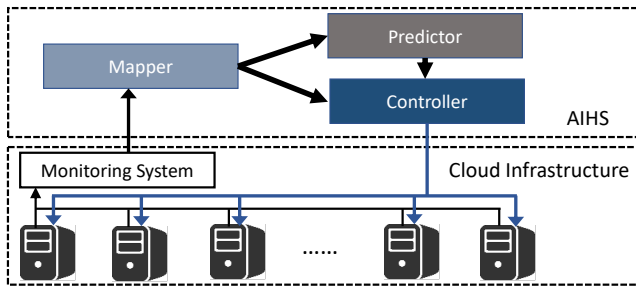 Predictor
Mapper
Controller
AIHS
Monitoring System
Cloud Infrastructure
......